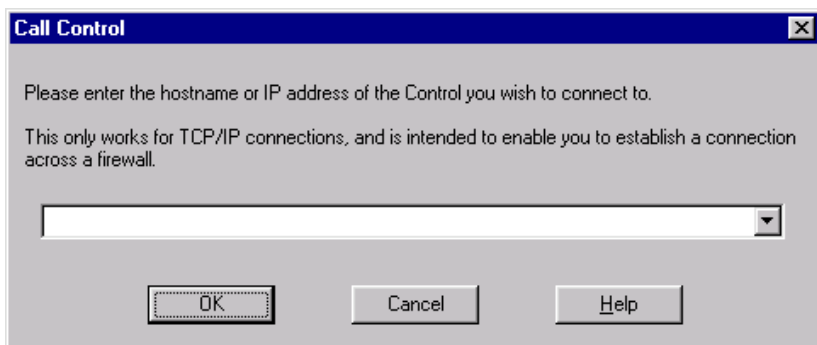 Call Control
Please enter the hostname or IP address of the Control you wish to connect to.
This only works for TCP/IP connections, and is intended to enable you to establish a connection
across a firewall.
OK Cancel Help